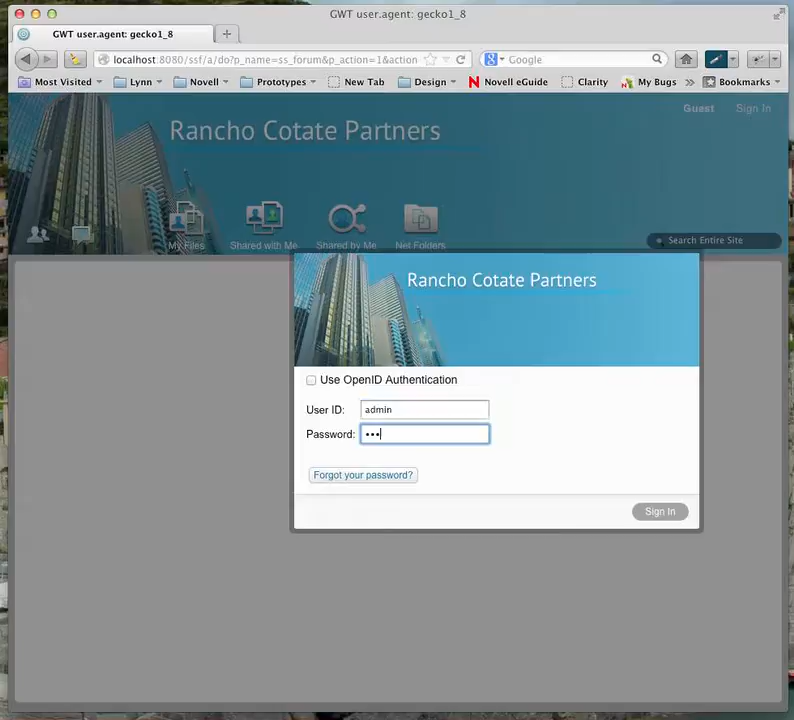 GWT user.agent: gecko1_8
GWT user.agent: gecko1_8
localhost:8080/ssf/a/do?p_name=ss_forum&p_action=1&action
Google
Most Visited
Lynn
Novell
Prototypes
New Tab
Design
Novell eGuide
Clarity
My Bugs
Bookmarks
Guest
Sign In
Rancho Cotate Partners
My Files
Shared with Me
Shared by Me
Net Folders
Search Entire Site
Rancho Cotate Partners
Use OpenID Authentication
User ID: admin
Password: •••
Forgot your password?
Sign In